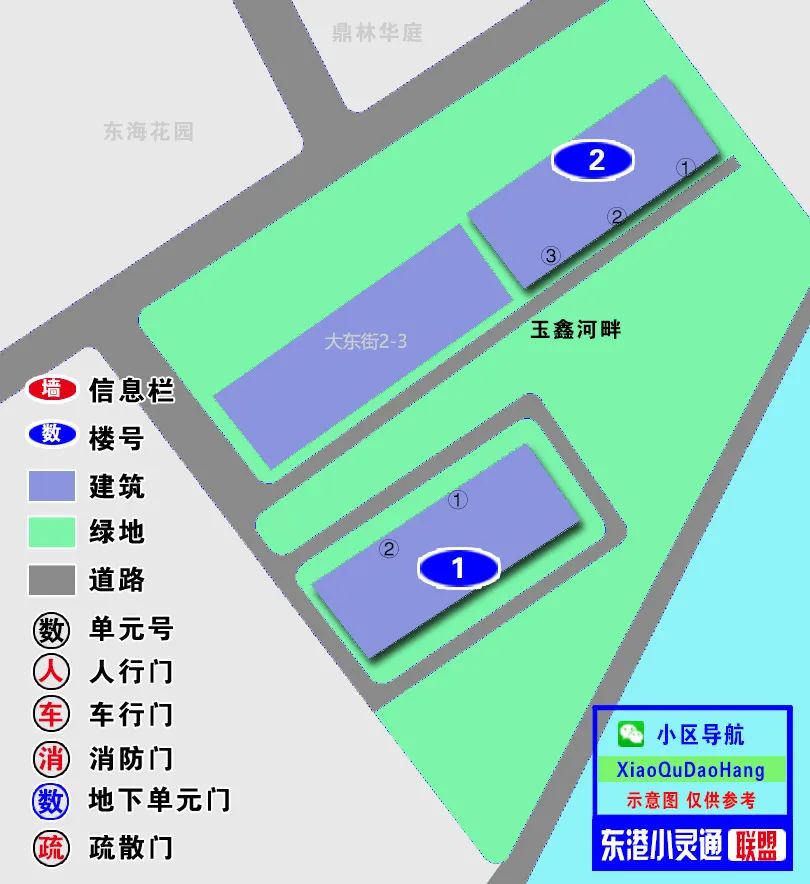 鼎林华庭
东海花园
2
①
②
③
大东街2-3
玉鑫河畔
①
②
1
墙 信息栏
数 楼号
建筑
绿地
道路
数 单元号
人 人行门
车 车行门
消 消防门
数 地下单元门
疏 疏散门
小区导航
XiaoQuDaoHang
示意图 仅供参考
东港小灵通 联盟